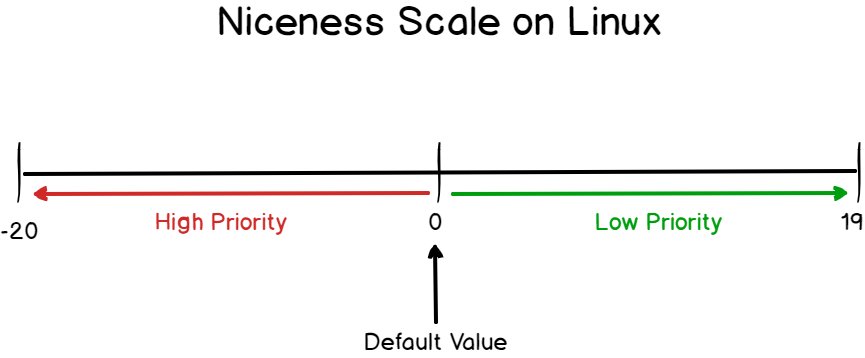 Niceness Scale on Linux
High Priority
Low Priority
-20
0
19
Default Value